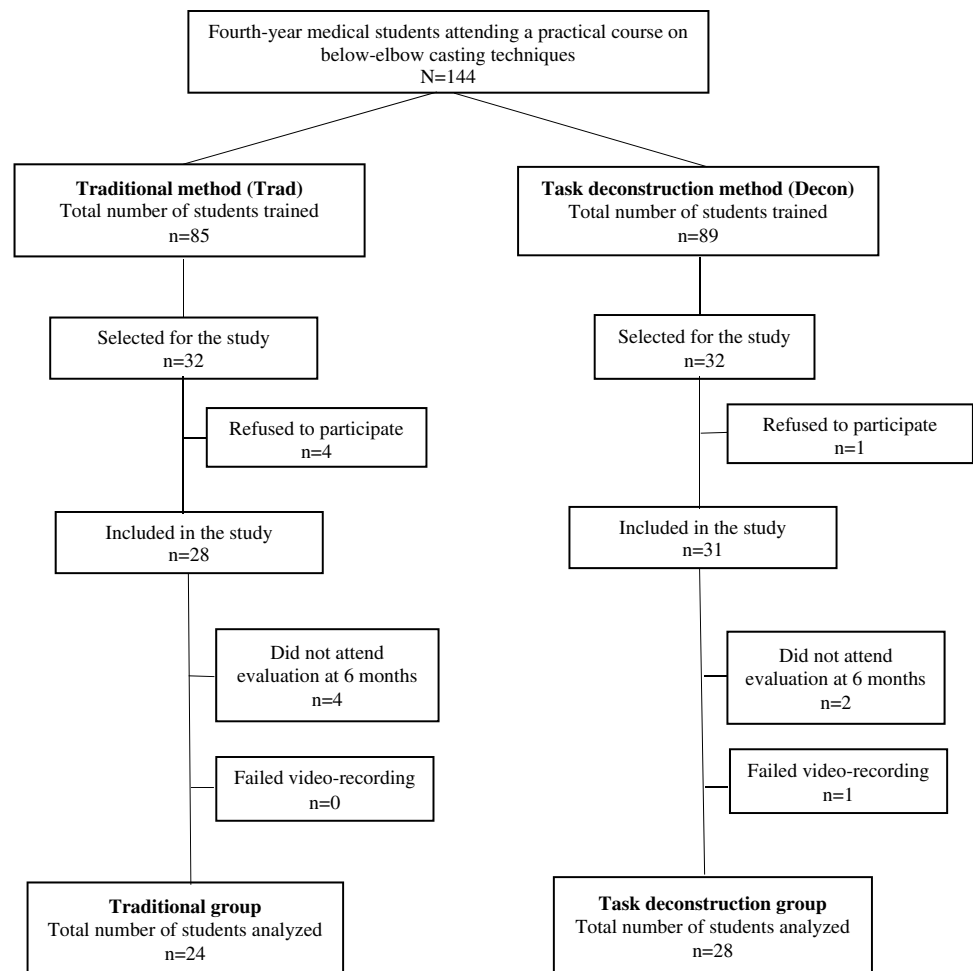 Fourth-year medical students attending a practical course on
below-elbow casting techniques
N=144
Traditional method (Trad)
Total number of students trained
n=85
Task deconstruction method (Decon)
Total number of students trained
n=89
Selected for the study
n=32
Selected for the study
n=32
Refused to participate
n=4
Refused to participate
n=1
Included in the study
n=28
Included in the study
n=31
Did not attend
evaluation at 6 months
n=4
Did not attend
evaluation at 6 months
n=2
Failed video-recording
n=0
Failed video-recording
n=1
Traditional group
Total number of students analyzed
n=24
Task deconstruction group
Total number of students analyzed
n=28